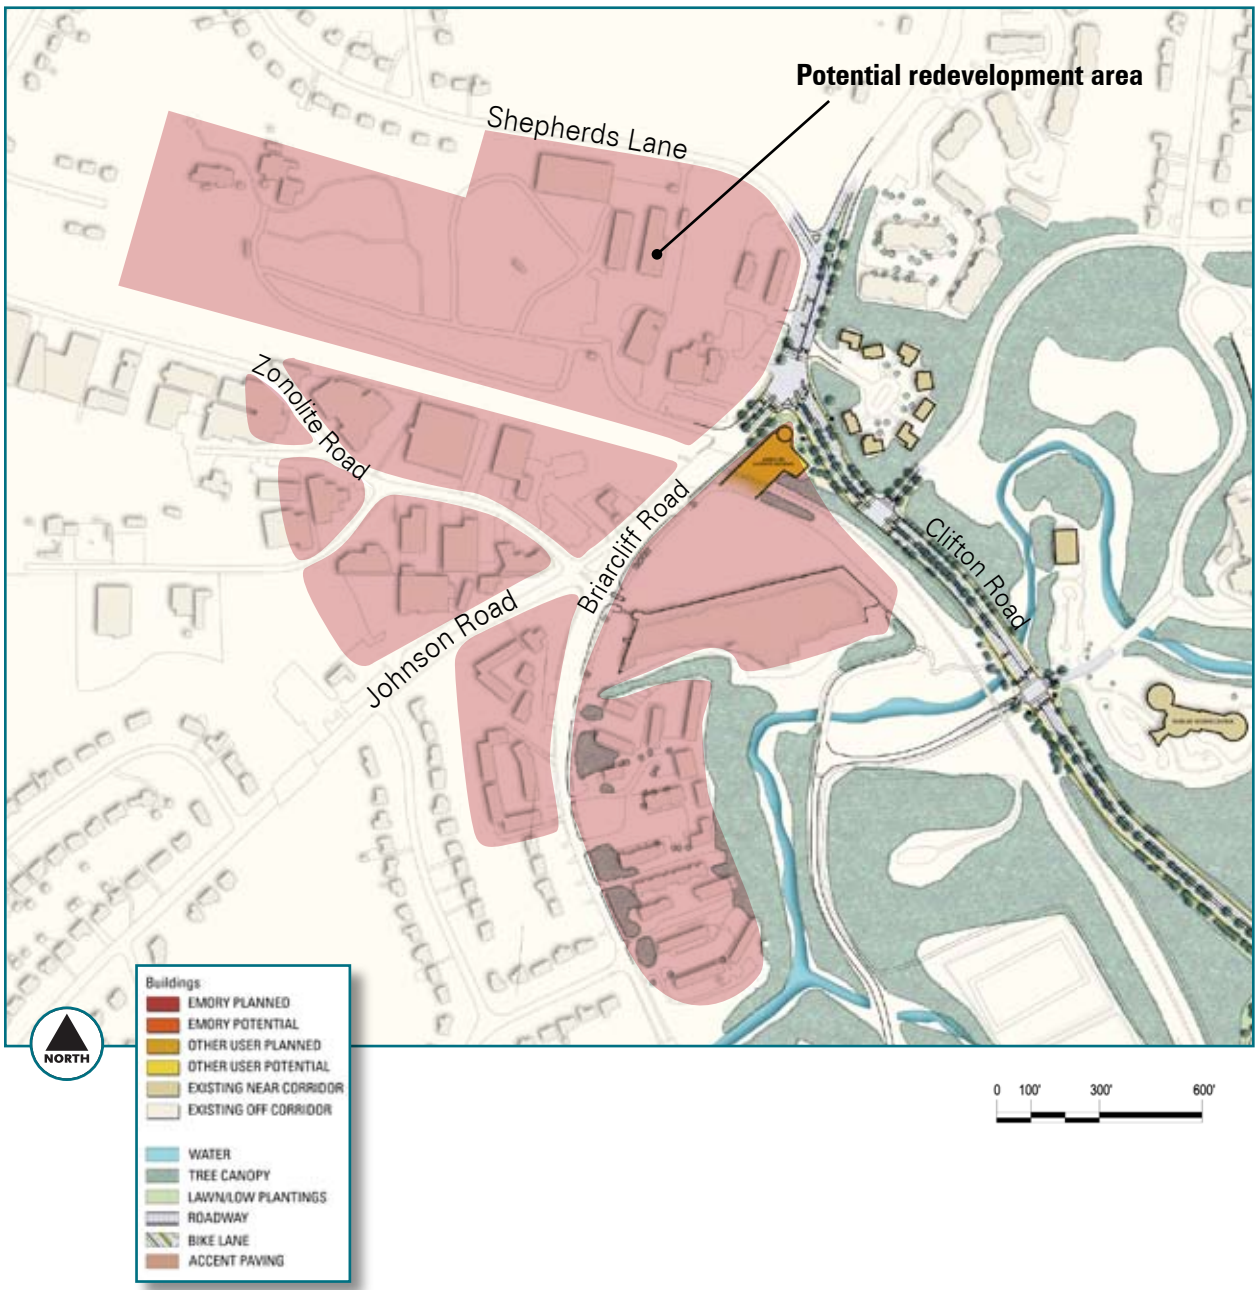 Potential redevelopment area
Shepherds Lane
Zonolite Road
Briarcliff Road
Clifton Road
Johnson Road
NORTH
Buildings
EMORY PLANNED
EMORY POTENTIAL
OTHER USER PLANNED
OTHER USER POTENTIAL
EXISTING NEAR CORRIDOR
EXISTING OFF CORRIDOR
WATER
TREE CANOPY
LAWN/LOW PLANTINGS
ROADWAY
BIKE LANE
ACCENT PAVING
0 100' 300' 600'